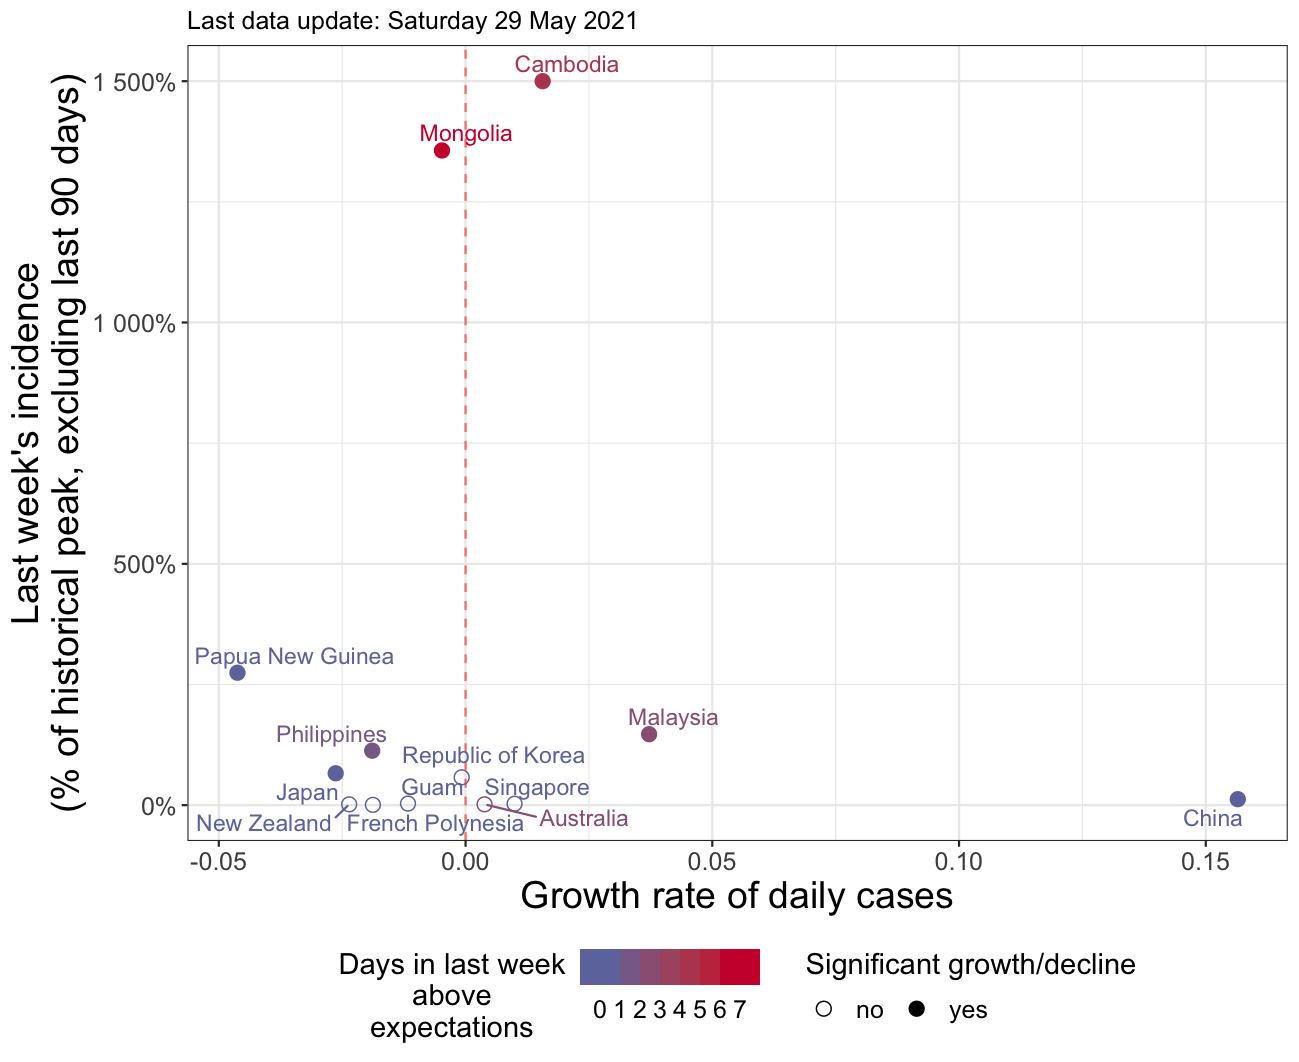 Last data update: Saturday 29 May 2021
Last week's incidence
(% of historical peak, excluding last 90 days)
1 500%
1 000%
500%
0%
Cambodia
Mongolia
Papua New Guinea
Malaysia
Philippines
Republic of Korea
Japan
Guam
Singapore
New Zealand
French Polynesia
Australia
China
-0.05
0.00
0.05
0.10
0.15
Growth rate of daily cases
Days in last week
above
expectations
0 1 2 3 4 5 6 7
Significant growth/decline
no
yes